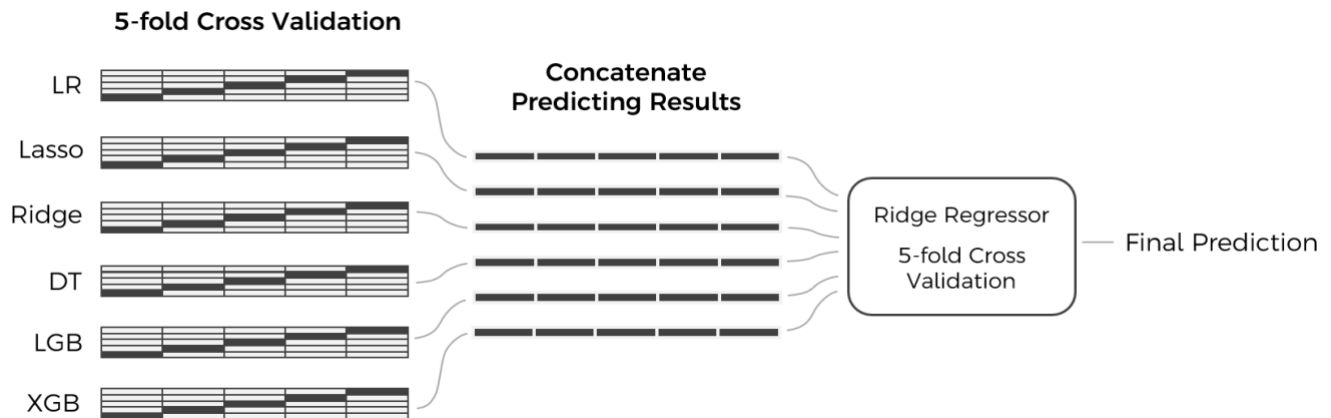 5-fold Cross Validation
LR
Lasso
Ridge
DT
LGB
XGB
Concatenate
Predicting Results
Ridge Regressor
5-fold Cross
Validation
Final Prediction